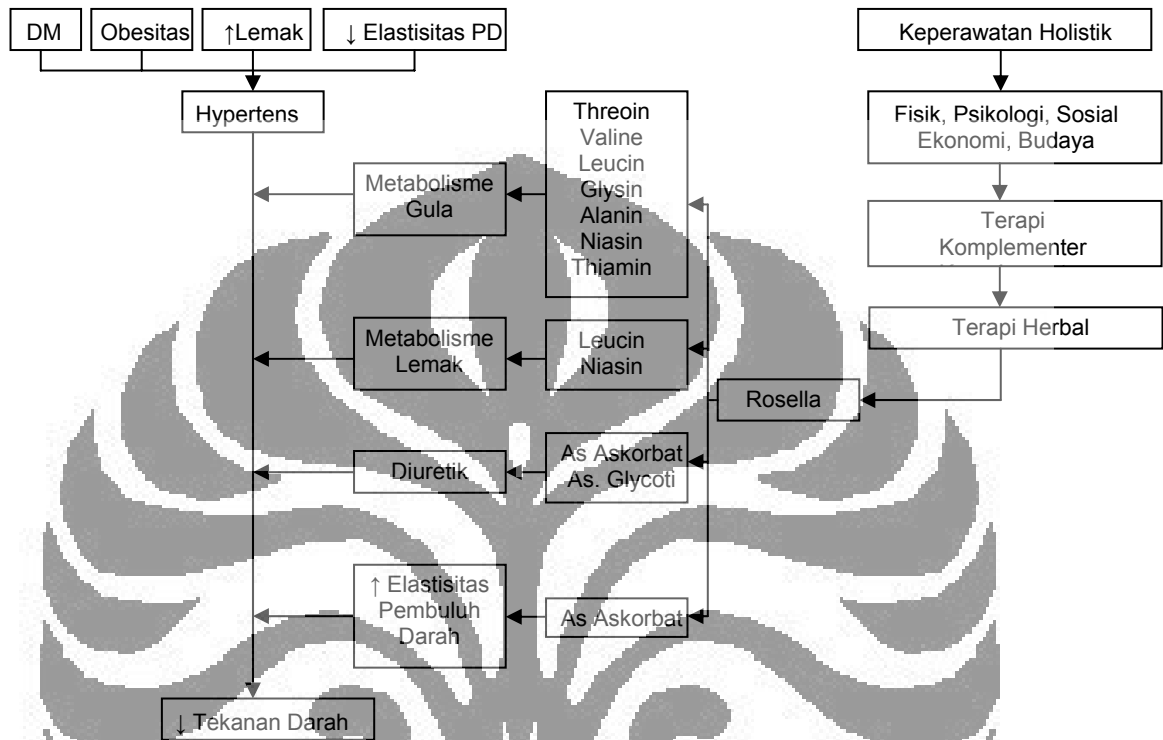 DM
Obesitas
↑Lemak
↓ Elastisitas PD
Keperawatan Holistik
Hypertens
Threoin
Valine
Leucin
Glysin
Alanin
Niasin
Thiamin
Fisik, Psikologi, Sosial
Ekonomi, Budaya
Metabolisme
Gula
Terapi
Komplementer
Metabolisme
Lemak
Leucin
Niasin
Terapi Herbal
Rosella
Diuretik
As Askorbat
As. Glycoti
↑ Elastisitas
Pembuluh
Darah
As Askorbat
↓ Tekanan Darah